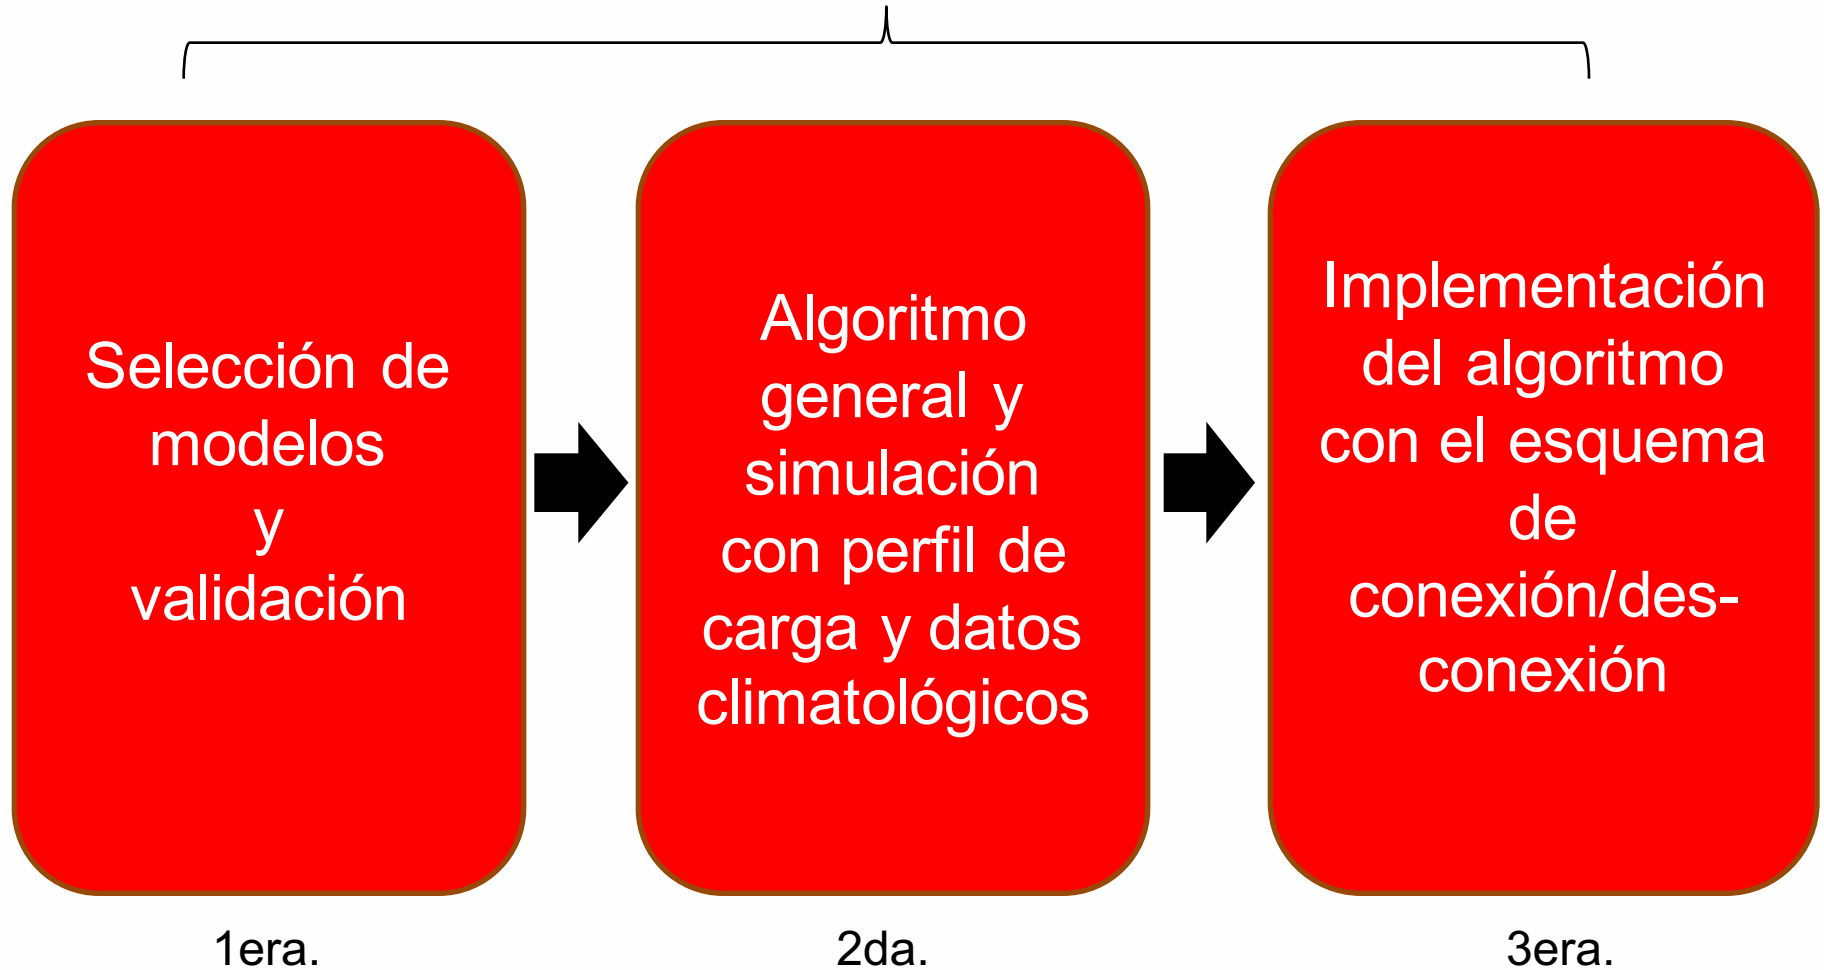 Selección de
modelos
y
validación
Algoritmo
general y
simulación
con perfil de
carga y datos
climatológicos
Implementación
del algoritmo
con el esquema
de
conexión/des-
conexión
1era.
2da.
3era.